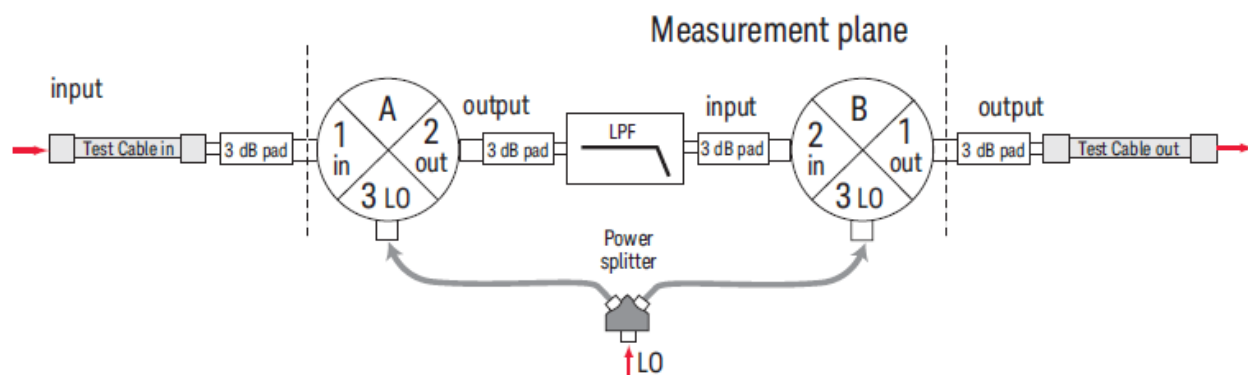 Measurement plane
input
output
input
output
Test Cable in
3 dB pad
A
1
in
2
out
3 LO
3 dB pad
LPF
3 dB pad
B
2
in
1
out
3 LO
3 dB pad
Test Cable out
Power
splitter
LO